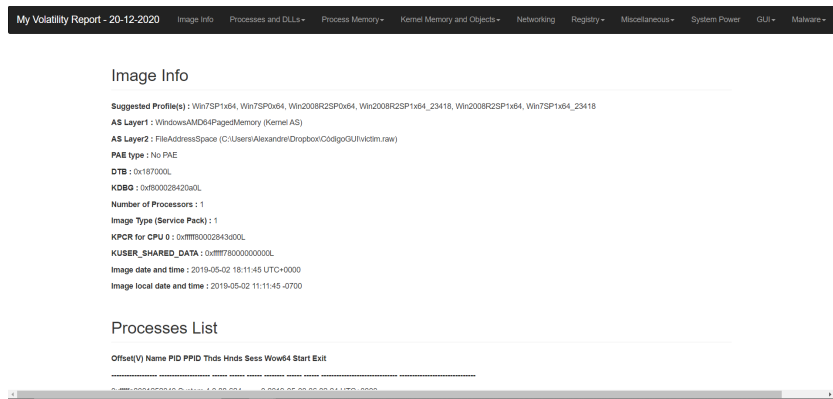 My Volatility Report - 20-12-2020 Image Info Processes and DLLs Process Memory Kernel Memory and Objects Networking Registry Miscellaneous System Power GUI Malware
Image Info
Suggested Profile(s) : Win7SP1x64, Win7SP0x64, Win2008R2SP0x64, Win2008R2SP1x64_23418, Win2008R2SP1x64, Win7SP1x64_23418
AS Layer1 : WindowsAMD64PagedMemory (Kernel AS)
AS Layer2 : FileAddressSpace (C:\Users\Alexandre\Dropbox\CódigoGUI\victim.raw)
PAE type : No PAE
DTB : 0x187000L
KDBG : 0xf800028420a0L
Number of Processors : 1
Image Type (Service Pack) : 1
KPCR for CPU 0 : 0xfffff80002843d00L
KUSER_SHARED_DATA : 0xfffff78000000000L
Image date and time : 2019-05-02 18:11:45 UTC+0000
Image local date and time : 2019-05-02 11:11:45 -0700
Processes List
Offset(V) Name PID PPID Thds Hnds Sess Wow64 Start Exit